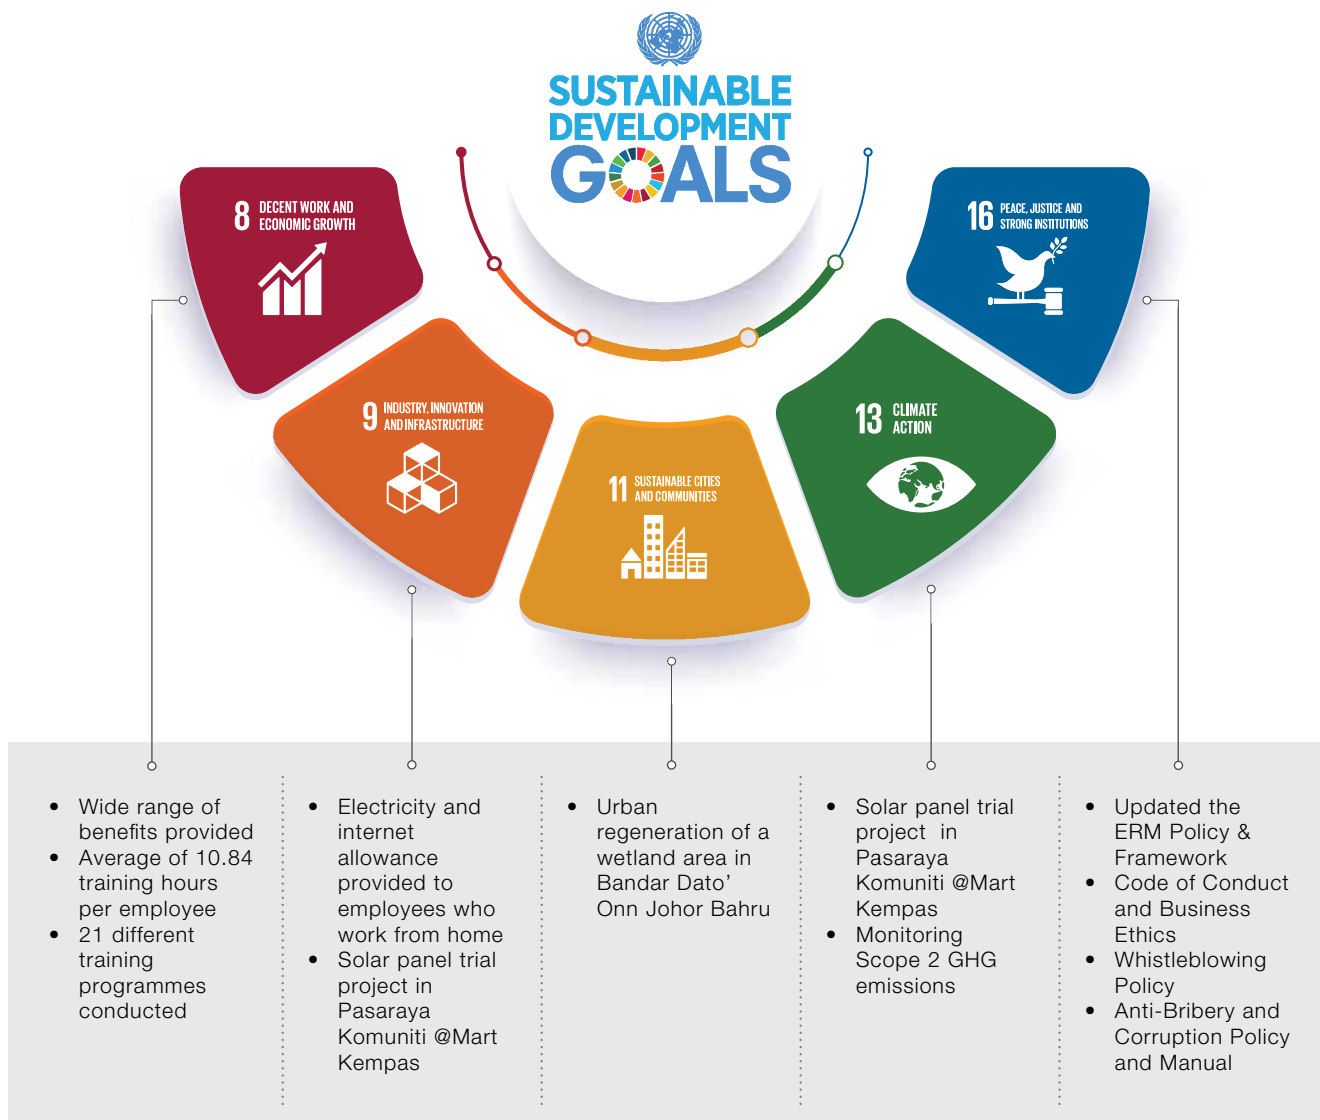 SUSTAINABLE
DEVELOPMENT
GOALS
8 DECENT WORK AND
ECONOMIC GROWTH
9 INDUSTRY, INNOVATION
AND INFRASTRUCTURE
11 SUSTAINABLE CITIES
AND COMMUNITIES
13 CLIMATE
ACTION
16 PEACE, JUSTICE AND
STRONG INSTITUTIONS
• Wide range of
benefits provided
• Average of 10.84
training hours
per employee
• 21 different
training
programmes
conducted
• Electricity and
internet
allowance
provided to
employees who
work from home
• Solar panel trial
project in
Pasaraya
Komuniti @Mart
Kempas
• Urban
regeneration of a
wetland area in
Bandar Dato’
Onn Johor Bahru
• Solar panel trial
project in
Pasaraya
Komuniti @Mart
Kempas
• Monitoring
Scope 2 GHG
emissions
• Updated the
ERM Policy &
Framework
• Code of Conduct
and Business
Ethics
• Whistleblowing
Policy
• Anti-Bribery and
Corruption Policy
and Manual